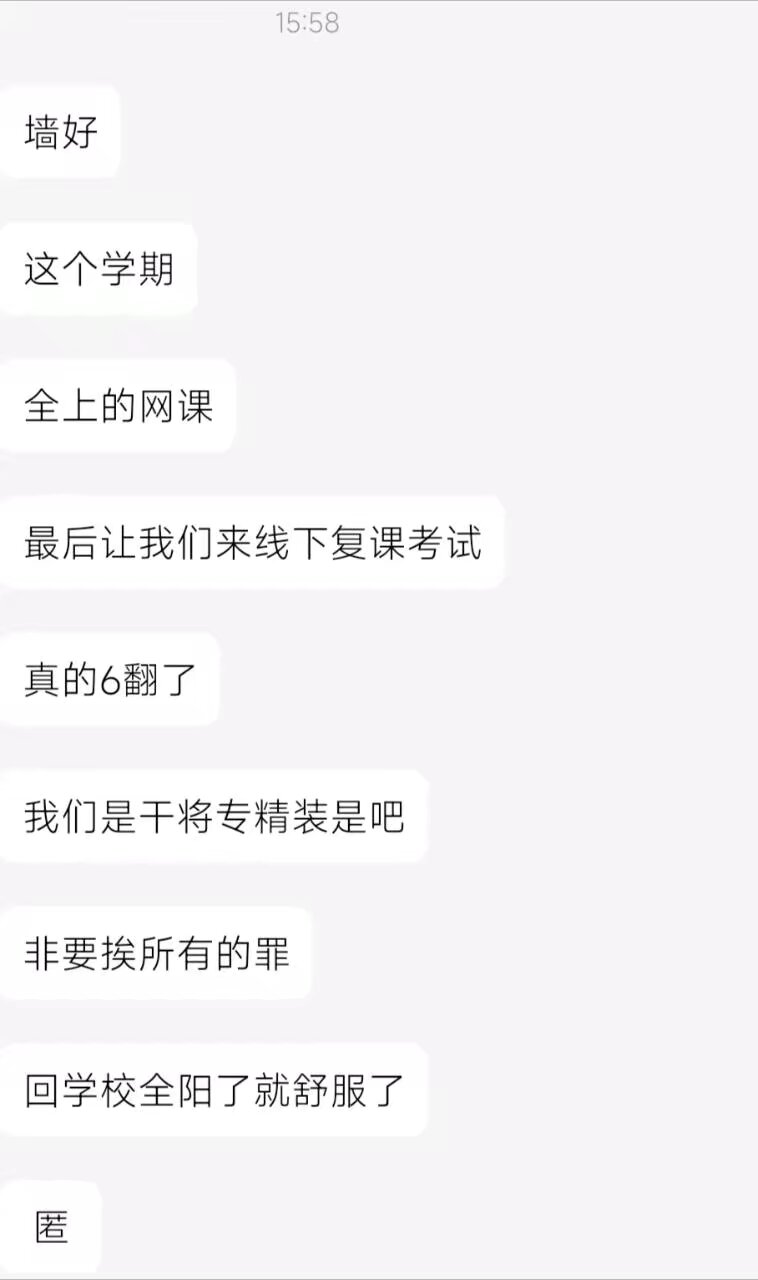 15:58
墙好
这个学期
全上的网课
最后让我们来线下复课考试
真的6翻了
我们是干将专精装是吧
非要挨所有的罪
回学校全阳了就舒服了
匿